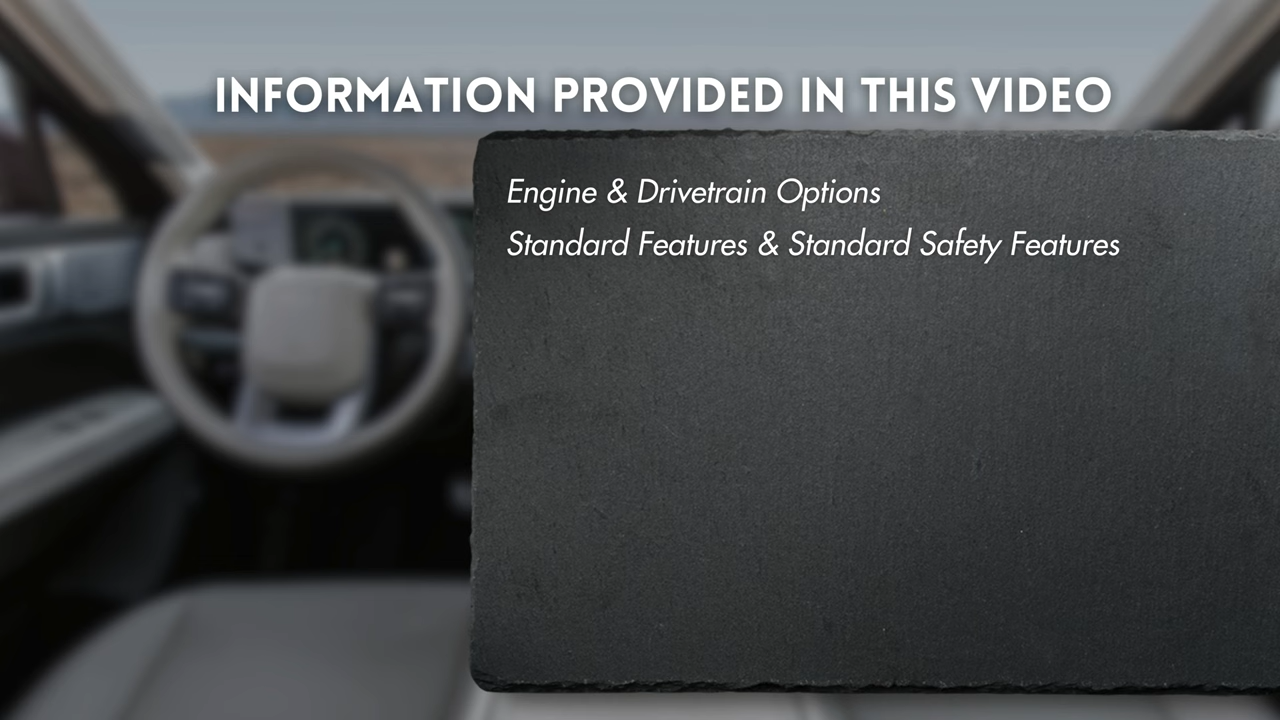 INFORMATION PROVIDED IN THIS VIDEO
Engine & Drivetrain Options
Standard Features & Standard Safety Features